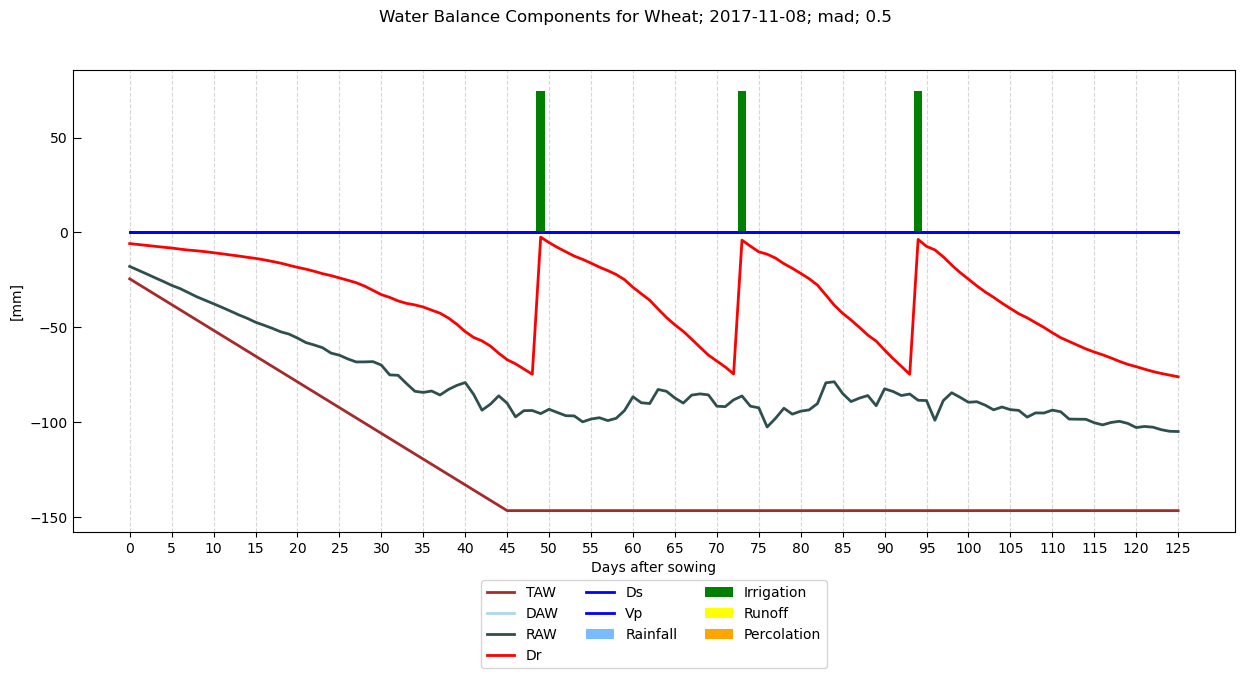 Water Balance Components for Wheat; 2017-11-08; mad; 0.5
50
0
−50
−100
−150
[mm]
0 5 10 15 20 25 30 35 40 45 50 55 60 65 70 75 80 85 90 95 100 105 110 115 120 125
Days after sowing
TAW Ds Irrigation
DAW Vp Runoff
RAW Rainfall Percolation
Dr